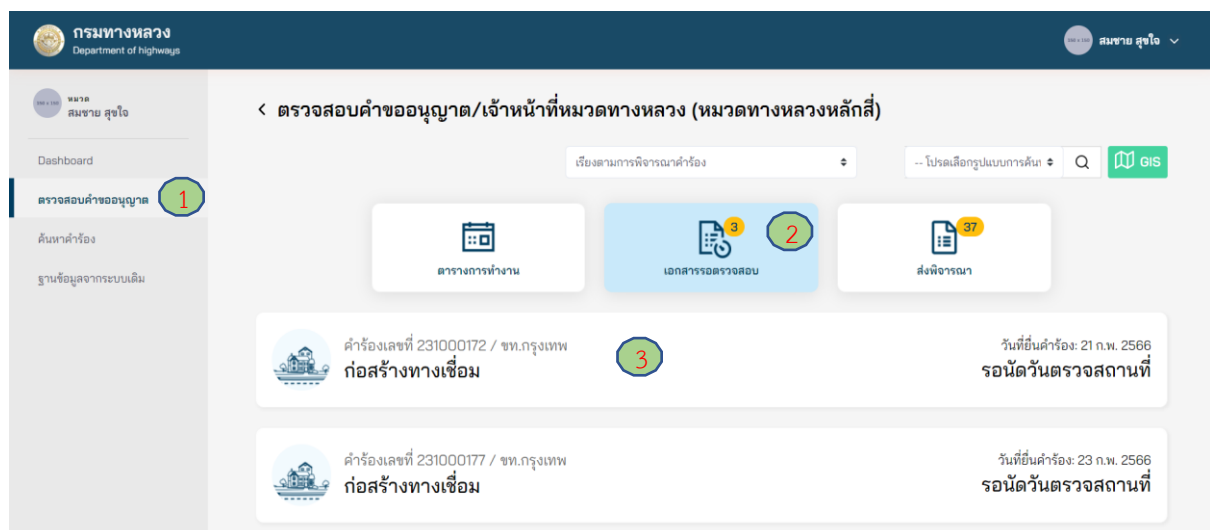 กรมทางหลวง
Department of highways
สมชาย สุขใจ
หมวด
สมชาย สุขใจ
< ตรวจสอบคำขออนุญาต/เจ้าหน้าที่หมวดทางหลวง (หมวดทางหลวงหลักสี่)
Dashboard
เรียงตามการพิจารณาคำร้อง
-- โปรดเลือกรูปแบบการค้นห
GIS
ตรวจสอบคำขออนุญาต
1
ค้นหาคำร้อง
ฐานข้อมูลจากระบบเดิม
ตารางการทำงาน
3
2
เอกสารรอตรวจสอบ
37
ส่งพิจารณา
คำร้องเลขที่ 231000172 / ขท.กรุงเทพ
ก่อสร้างทางเชื่อม
3
วันที่ยื่นคำร้อง: 21 ก.พ. 2566
รอนัดวันตรวจสถานที่
คำร้องเลขที่ 231000177 / ขท.กรุงเทพ
ก่อสร้างทางเชื่อม
วันที่ยื่นคำร้อง: 23 ก.พ. 2566
รอนัดวันตรวจสถานที่